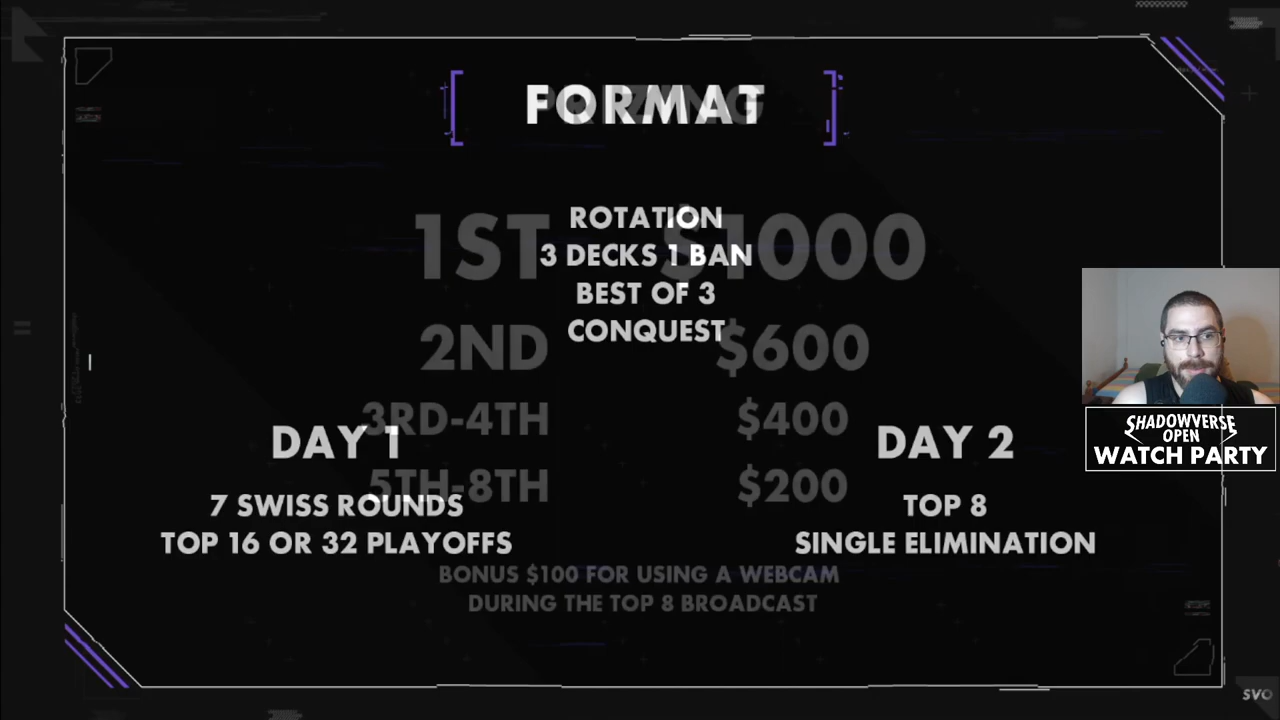 FORMAT
PRIZING
ROTATION
3 DECKS 1 BAN
BEST OF 3
CONQUEST
1ST $1000
2ND $600
3RD-4TH $400
5TH-8TH $200
DAY 1
7 SWISS ROUNDS
TOP 16 OR 32 PLAYOFFS
DAY 2
TOP 8
SINGLE ELIMINATION
BONUS $100 FOR USING A WEBCAM
DURING THE TOP 8 BROADCAST
SHADOWVERSE
OPEN
WATCH PARTY
SVO